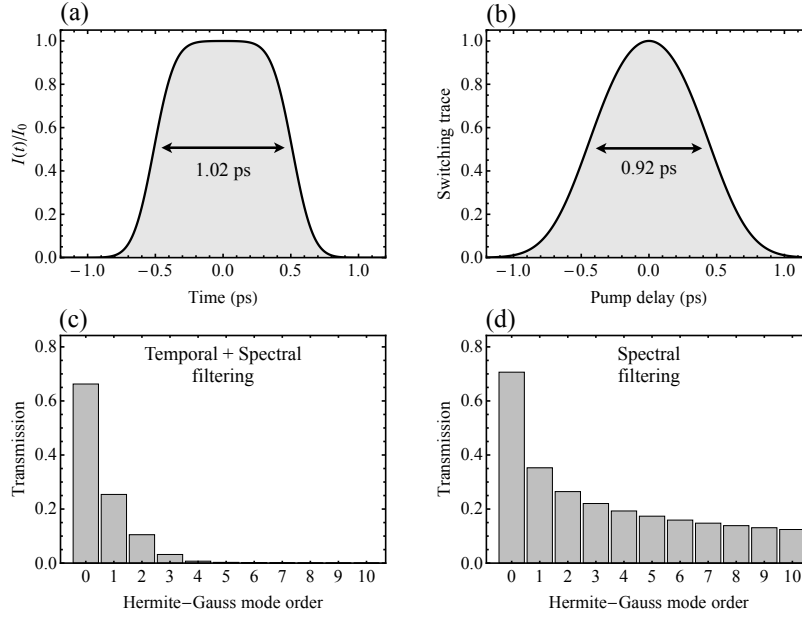 (a)
1.0
0.8
0.6
0.4
0.2
0.0
I(t)/I0
1.02 ps
−1.0 −0.5 0.0 0.5 1.0
Time (ps)
(b)
1.0
0.8
0.6
0.4
0.2
0.0
Switching trace
0.92 ps
−1.0 −0.5 0.0 0.5 1.0
Pump delay (ps)
(c)
0.8
0.6
0.4
0.2
0.0
Transmission
Temporal + Spectral
filtering
0 1 2 3 4 5 6 7 8 9 10
Hermite−Gauss mode order
(d)
0.8
0.6
0.4
0.2
0.0
Transmission
Spectral
filtering
0 1 2 3 4 5 6 7 8 9 10
Hermite−Gauss mode order